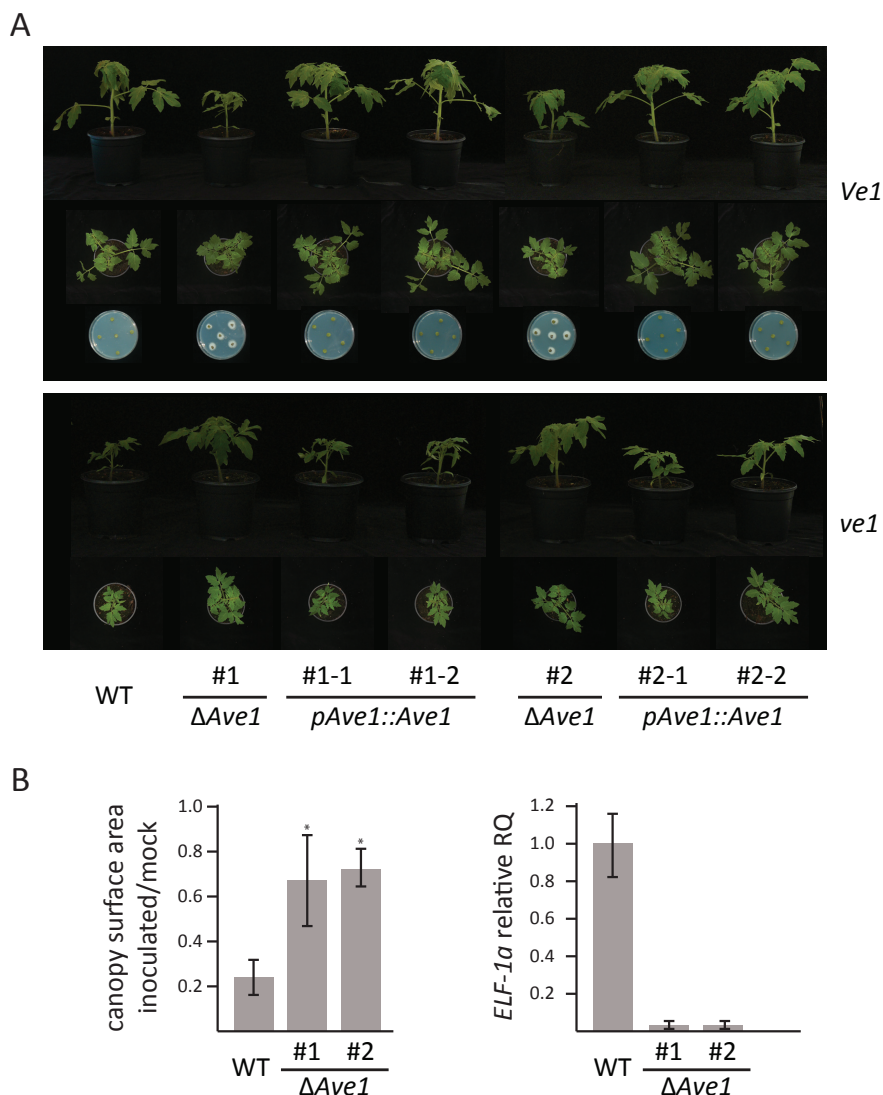 A
Ve1
ve1
WT #1 #1-1 #1-2 #2 #2-1 #2-2
ΔAve1 pAve1::Ave1 ΔAve1 pAve1::Ave1
B
canopy surface area
inoculated/mock
1.0
0.8
0.6
0.4
0.2
* *
WT #1 #2
ΔAve1
ELF-1a relative RQ
1.2
1.0
0.8
0.6
0.4
0.2
WT #1 #2
ΔAve1